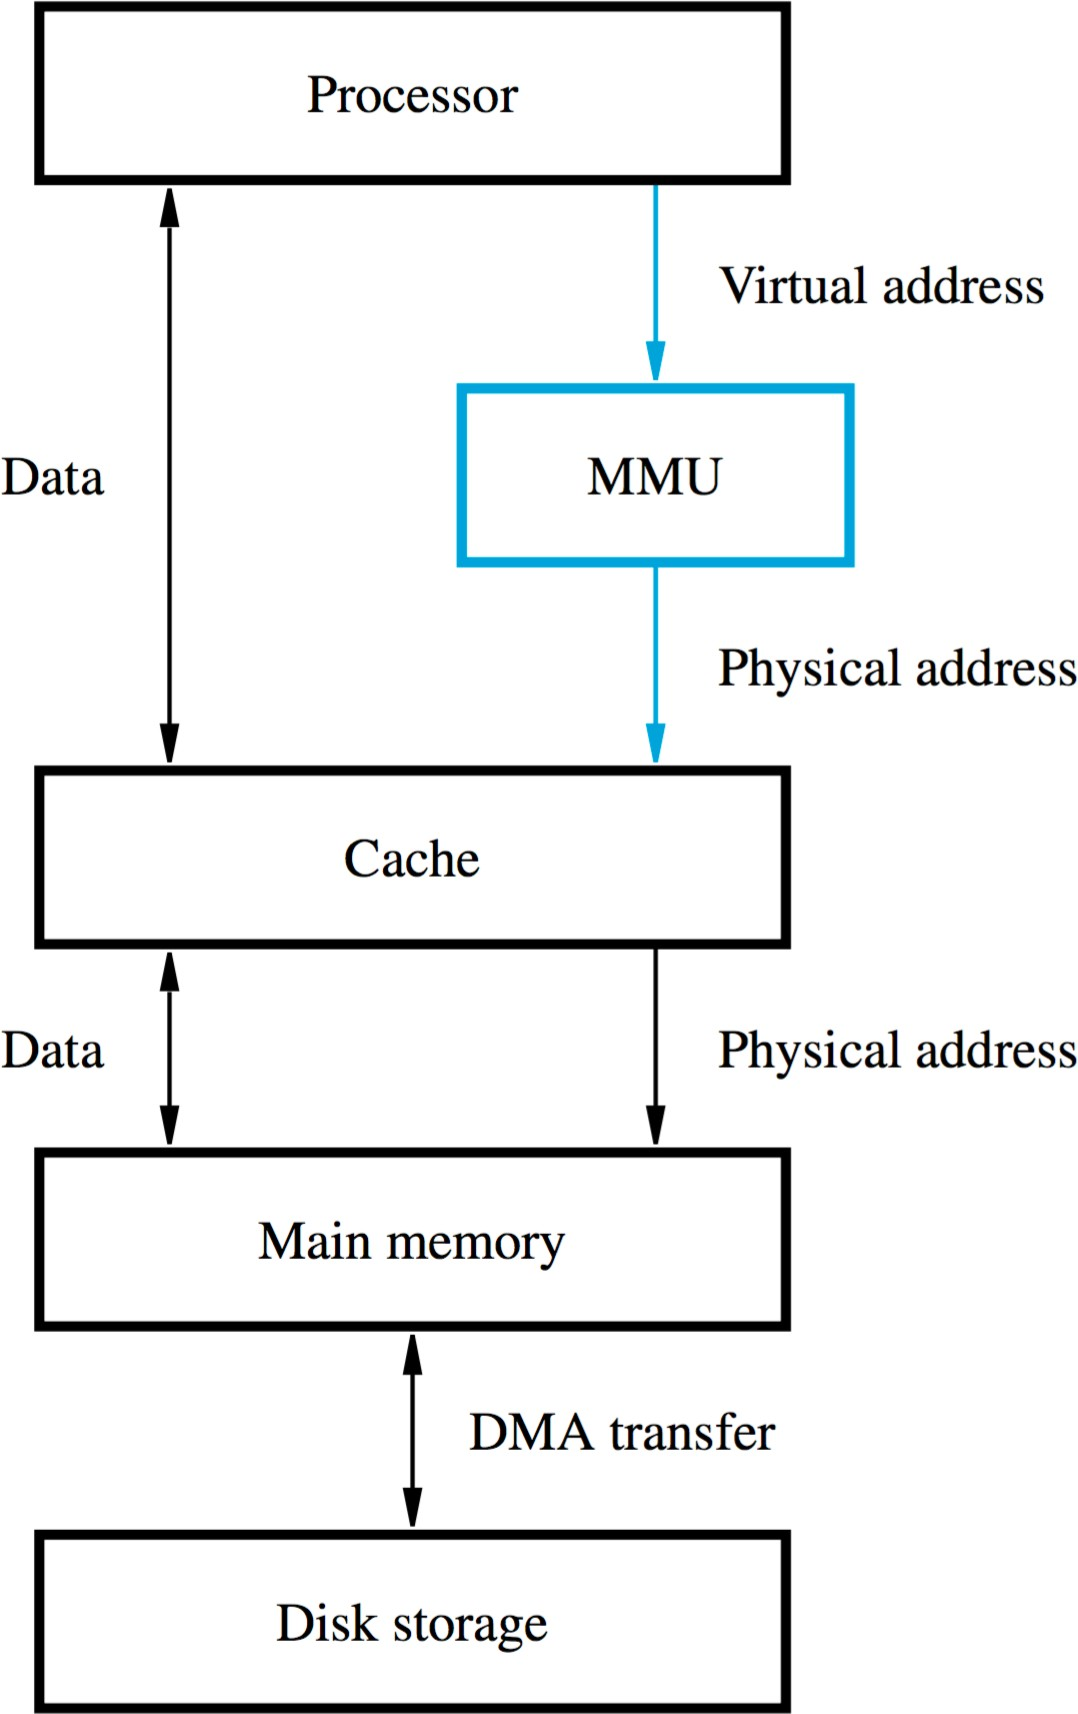 Processor
Virtual address
MMU
Data
Physical address
Cache
Data
Physical address
Main memory
DMA transfer
Disk storage